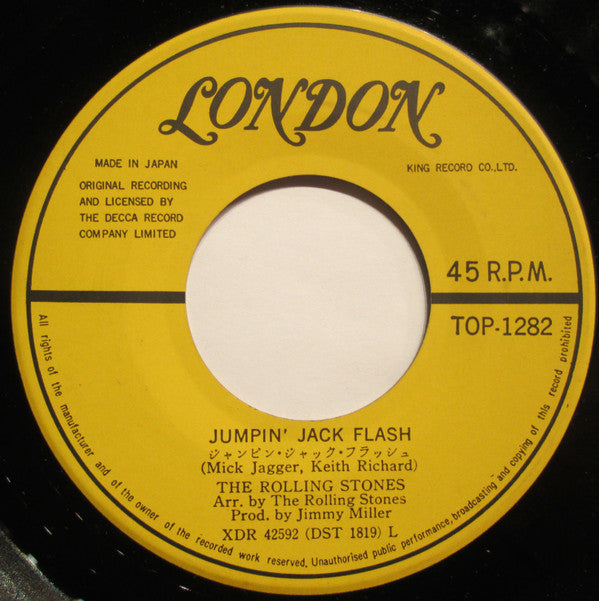 LONDON
MADE IN JAPAN
KING RECORD CO.,LTD.
ORIGINAL RECORDING
AND LICENSED BY
THE DECCA RECORD
COMPANY LIMITED
45 R.P.M.
TOP-1282
JUMPIN' JACK FLASH
ジャンピン・ジャック・フラッシュ
(Mick Jagger, Keith Richard)
THE ROLLING STONES
Arr. by The Rolling Stones
Prod. by Jimmy Miller
XDR 42592 (DST 1819) L
All rights of the manufacturer and of the owner of the recorded work reserved. Unauthorised public performance, broadcasting and copying of this record prohibited